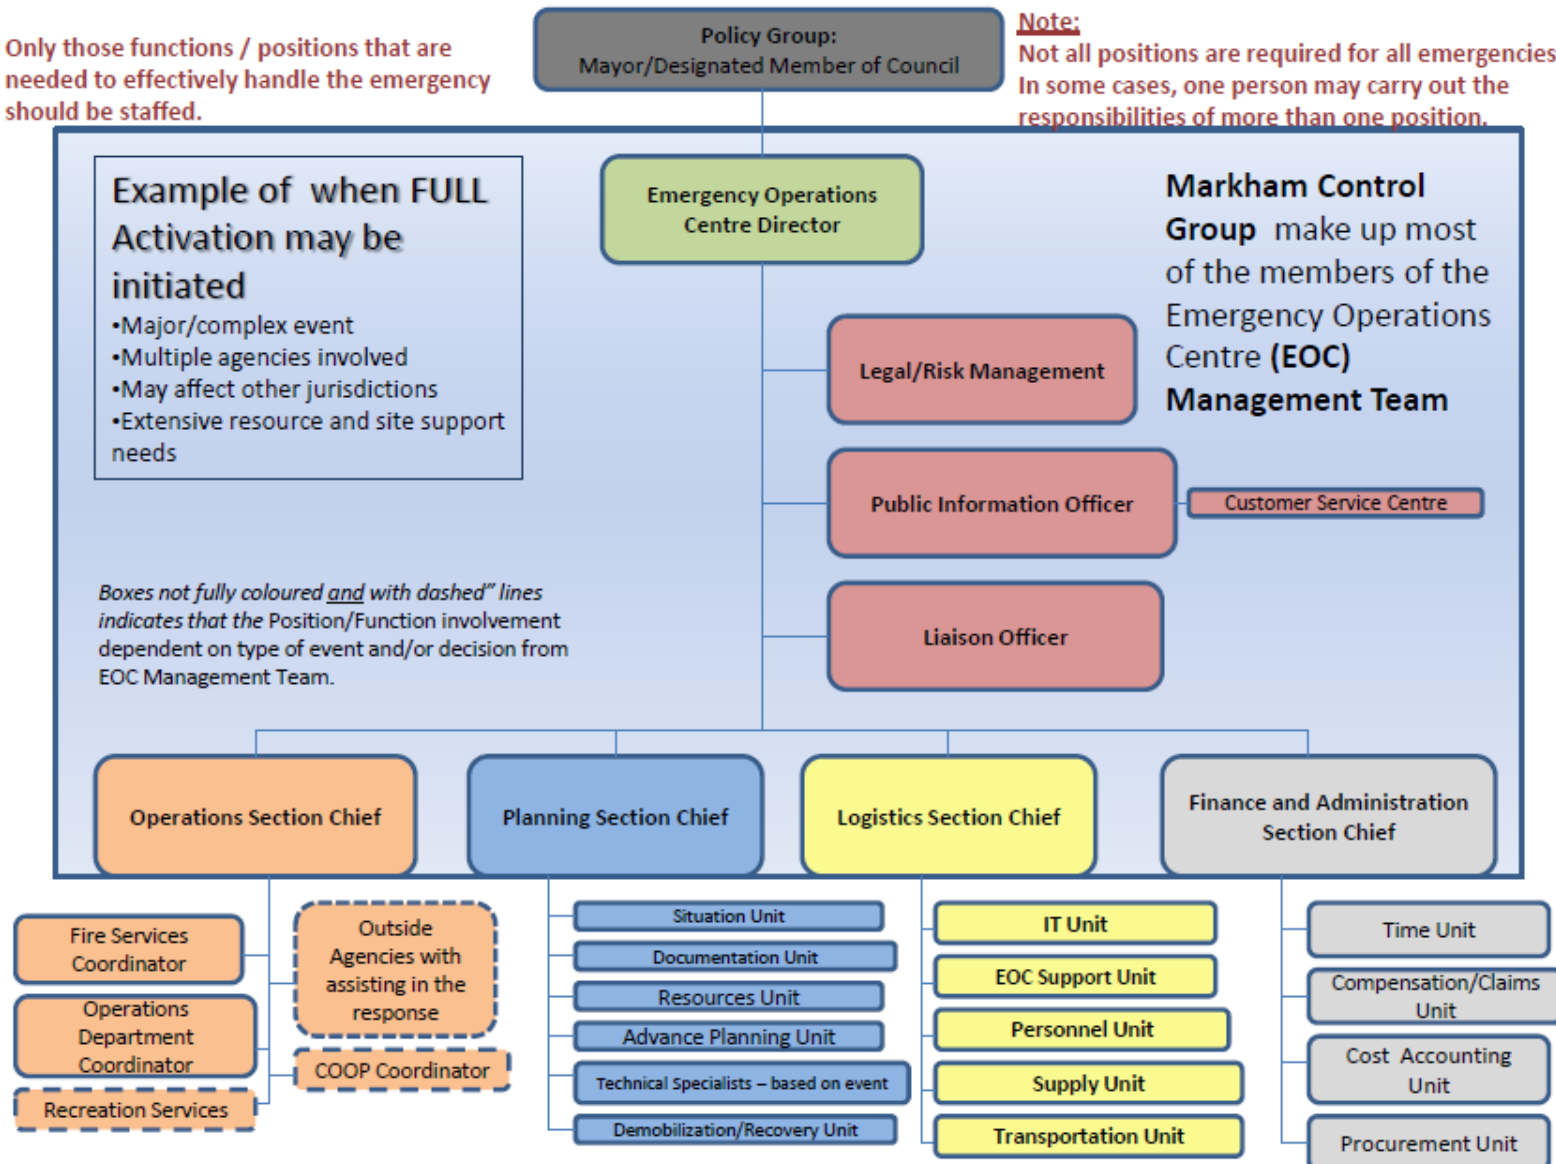 Only those functions / positions that are
needed to effectively handle the emergency
should be staffed.
Policy Group:
Mayor/Designated Member of Council
Note:
Not all positions are required for all emergencies
In some cases, one person may carry out the
responsibilities of more than one position.
Example of when FULL
Activation may be
initiated
•Major/complex event
•Multiple agencies involved
•May affect other jurisdictions
•Extensive resource and site support
needs
Emergency Operations
Centre Director
Markham Control
Group make up most
of the members of the
Emergency Operations
Centre (EOC)
Management Team
Legal/Risk Management
Public Information Officer
Customer Service Centre
Liaison Officer
Boxes not fully coloured and with dashed” lines
indicates that the Position/Function involvement
dependent on type of event and/or decision from
EOC Management Team.
Operations Section Chief
Planning Section Chief
Logistics Section Chief
Finance and Administration
Section Chief
Fire Services
Coordinator
Operations
Department
Coordinator
Recreation Services
Outside
Agencies with
assisting in the
response
COOP Coordinator
Situation Unit
Documentation Unit
Resources Unit
Advance Planning Unit
Technical Specialists – based on event
Demobilization/Recovery Unit
IT Unit
EOC Support Unit
Personnel Unit
Supply Unit
Transportation Unit
Time Unit
Compensation/Claims
Unit
Cost Accounting
Unit
Procurement Unit